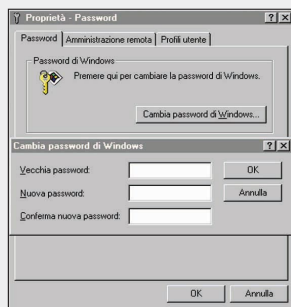 Proprietà - Password
Password Amministrazione remota Profili utente
Password di Windows
Premere qui per cambiare la password di Windows.
Cambia password di Windows...
Cambia password di Windows
Vecchia password: OK
Nuova password: Annulla
Conferma nuova password:
OK Annulla